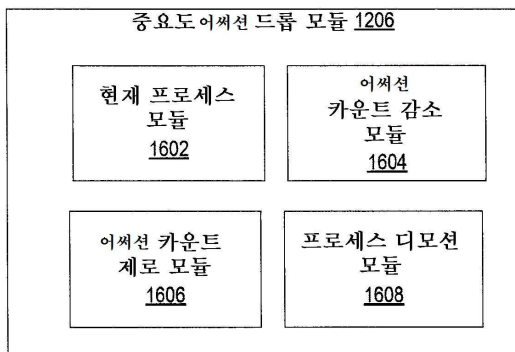 중요도 어써션 드롭 모듈 1206
현재 프로세스
모듈
1602
어써션
카운트 감소
모듈
1604
어써션 카운트
제로 모듈
1606
프로세스 디모션
모듈
1608